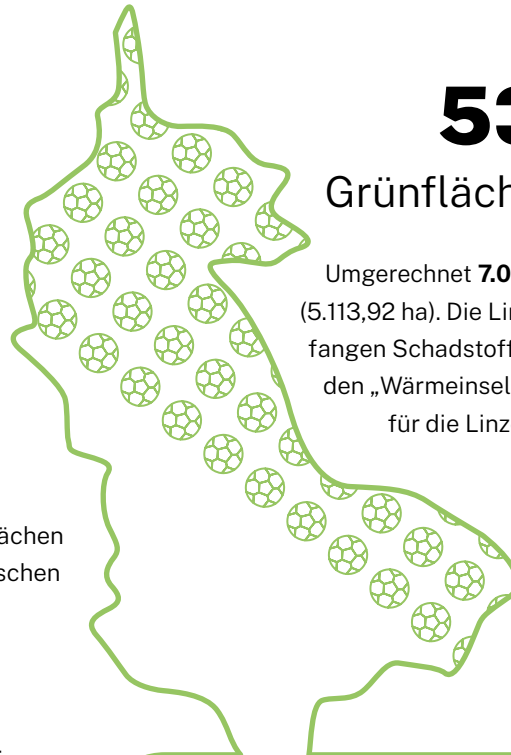 53
Grünfläch
Umgerechnet 7.0
(5.113,92 ha). Die Lin
fangen Schadstoff
den „Wärmeinsel
für die Linz
ächen
schen